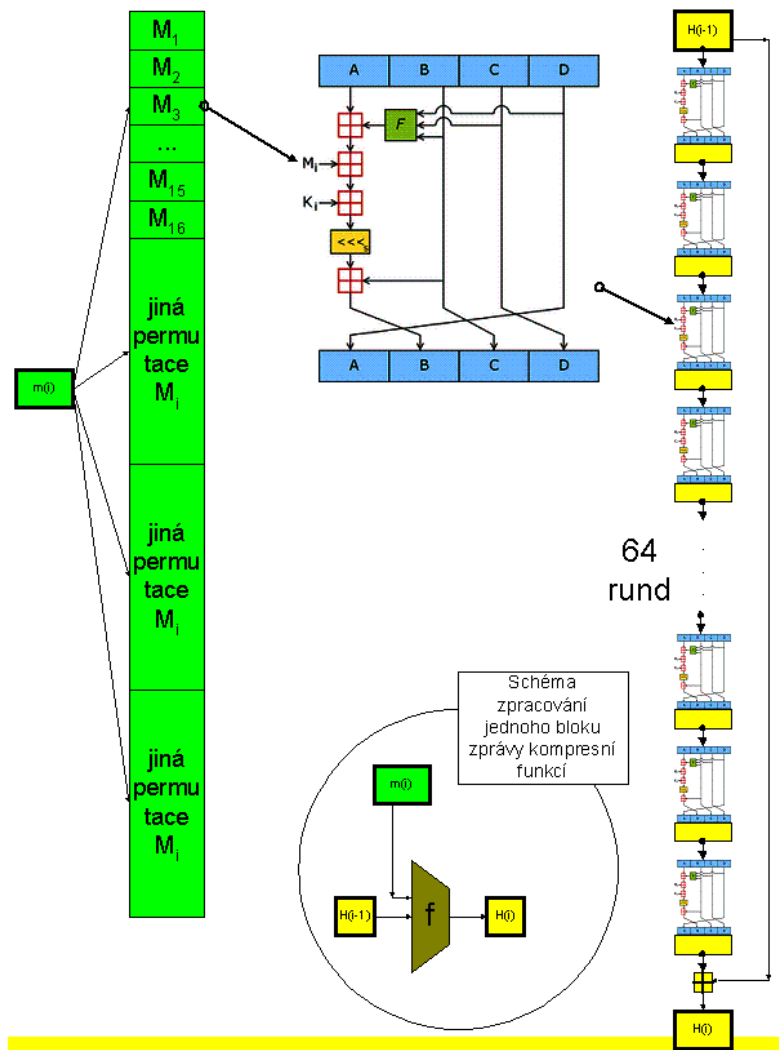 M1
M2
M3
...
M15
M16
jiná
permu
tace
Mi
jiná
permu
tace
Mi
jiná
permu
tace
Mi
m(i)
A B C D
F
Mi
Ki
<<<s
A B C D
H(i-1)
64
rund
H(i)
Schéma
zpracování
jednoho bloku
zprávy kompresní
funkcí
m(i)
H(i-1)
f
H(i)